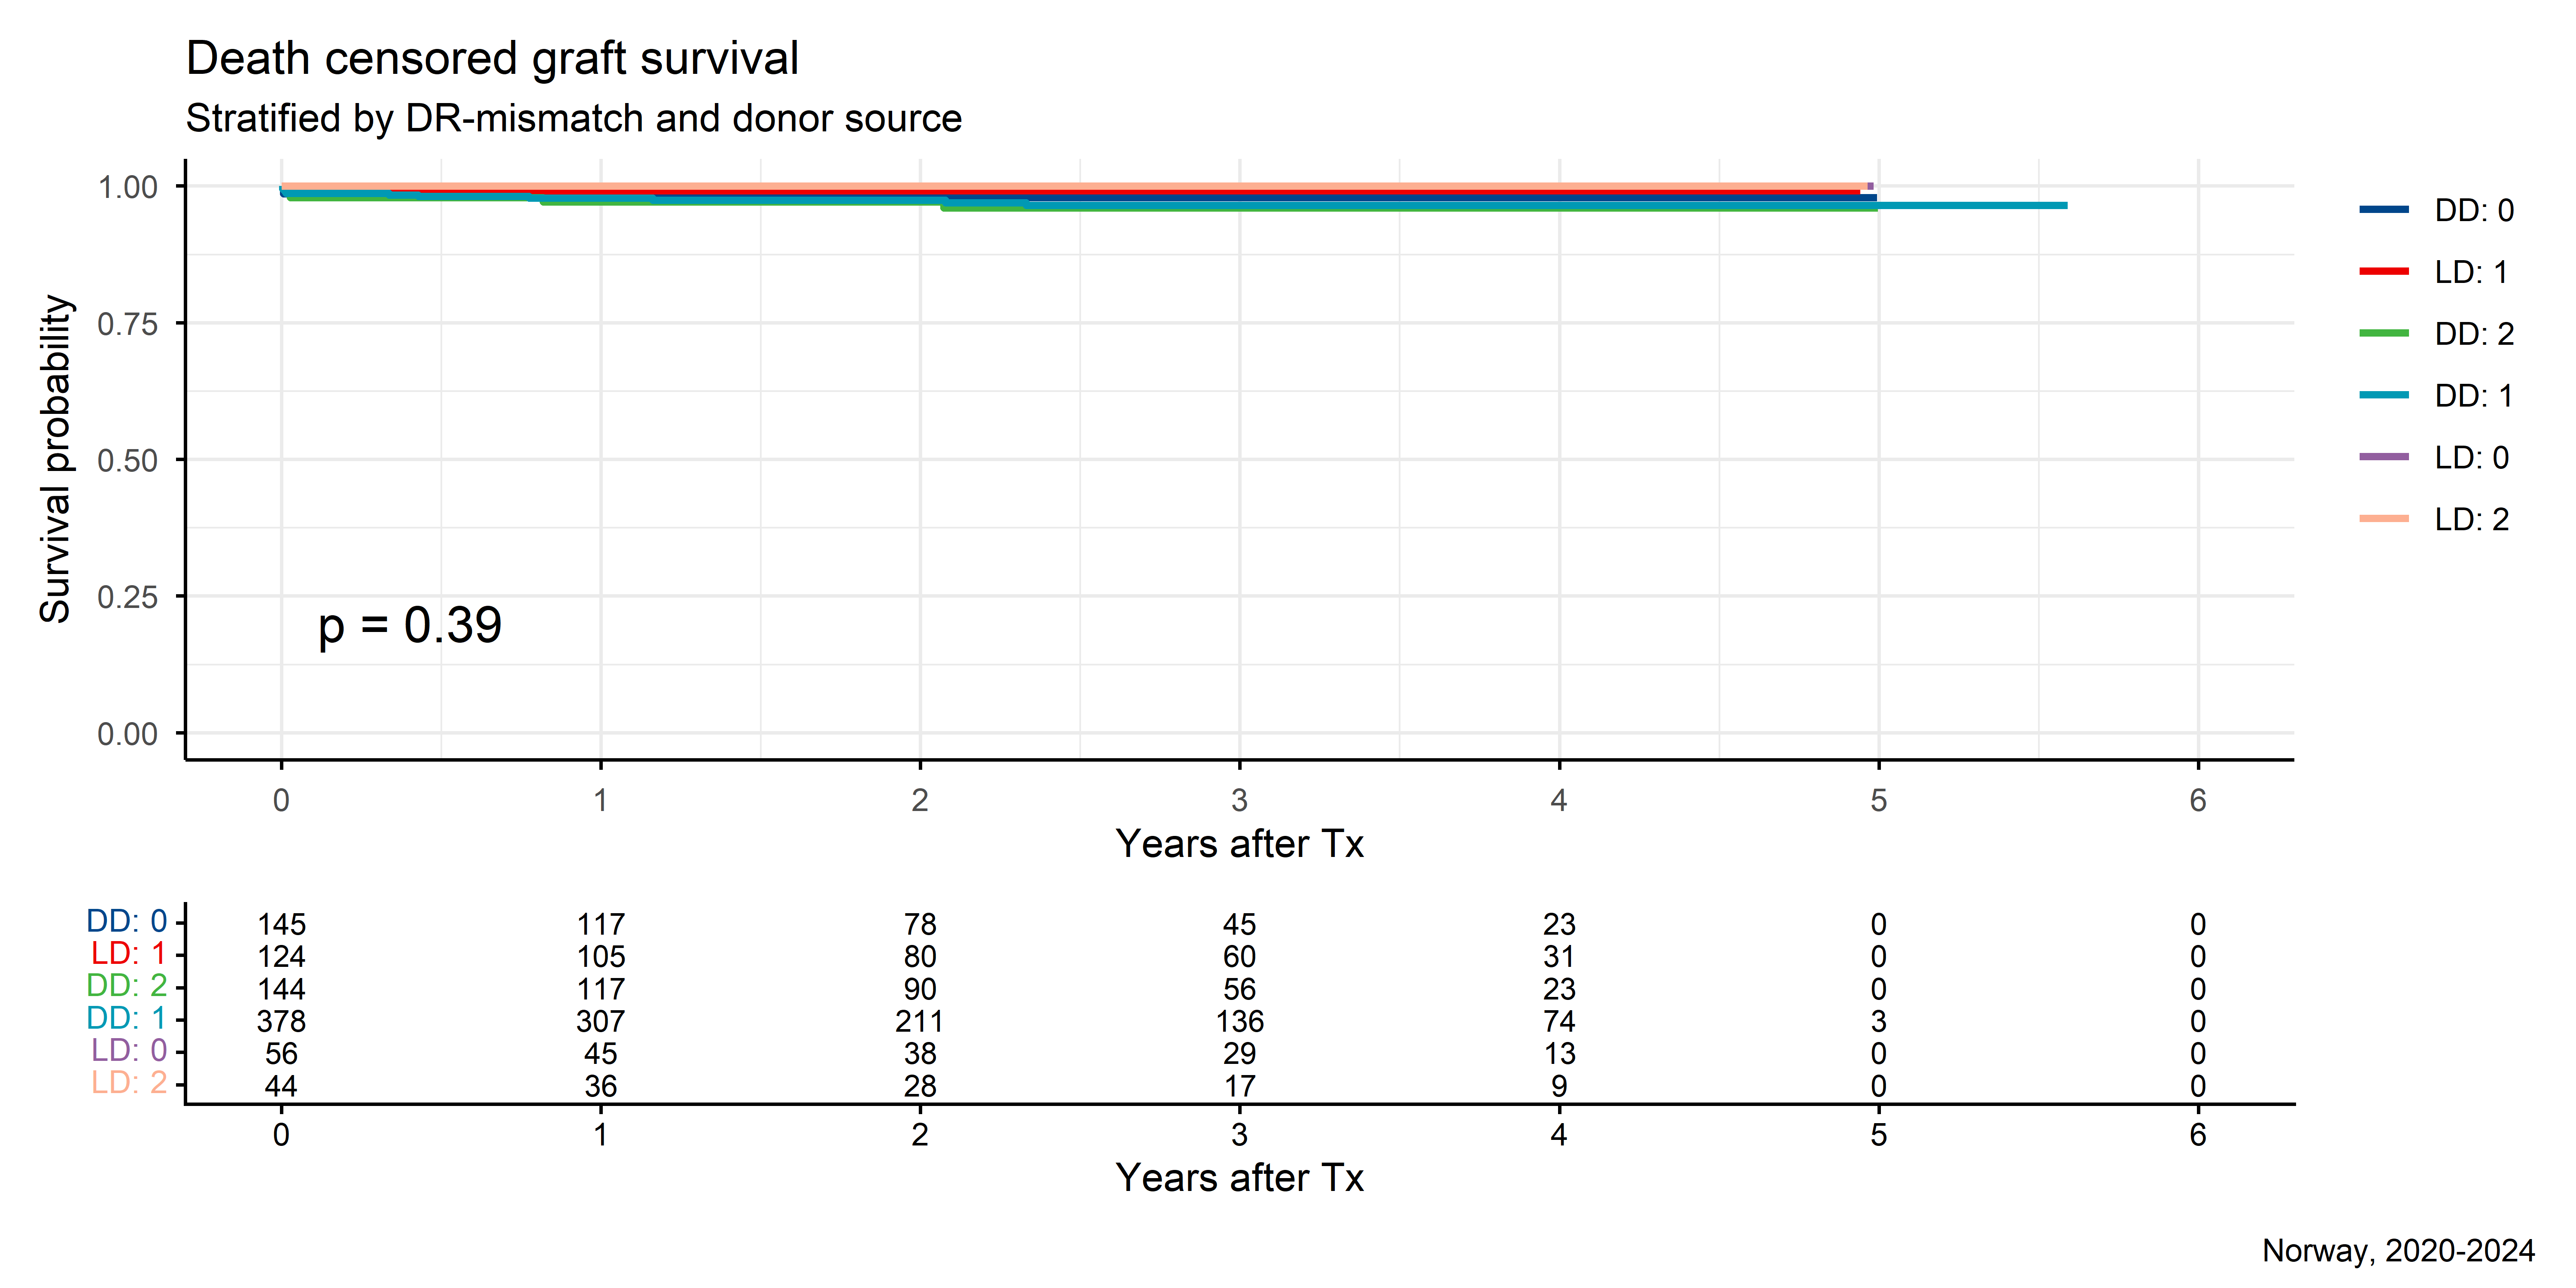 Death censored graft survival
Stratified by DR-mismatch and donor source
Survival probability
1.00
0.75
0.50
0.25
0.00
p = 0.39
0 1 2 3 4 5 6
Years after Tx
DD: 0
LD: 1
DD: 2
DD: 1
LD: 0
LD: 2
DD: 0 145 117 78 45 23 0 0
LD: 1 124 105 80 60 31 0 0
DD: 2 144 117 90 56 23 0 0
DD: 1 378 307 211 136 74 3 0
LD: 0 56 45 38 29 13 0 0
LD: 2 44 36 28 17 9 0 0
0 1 2 3 4 5 6
Years after Tx
Norway, 2020-2024